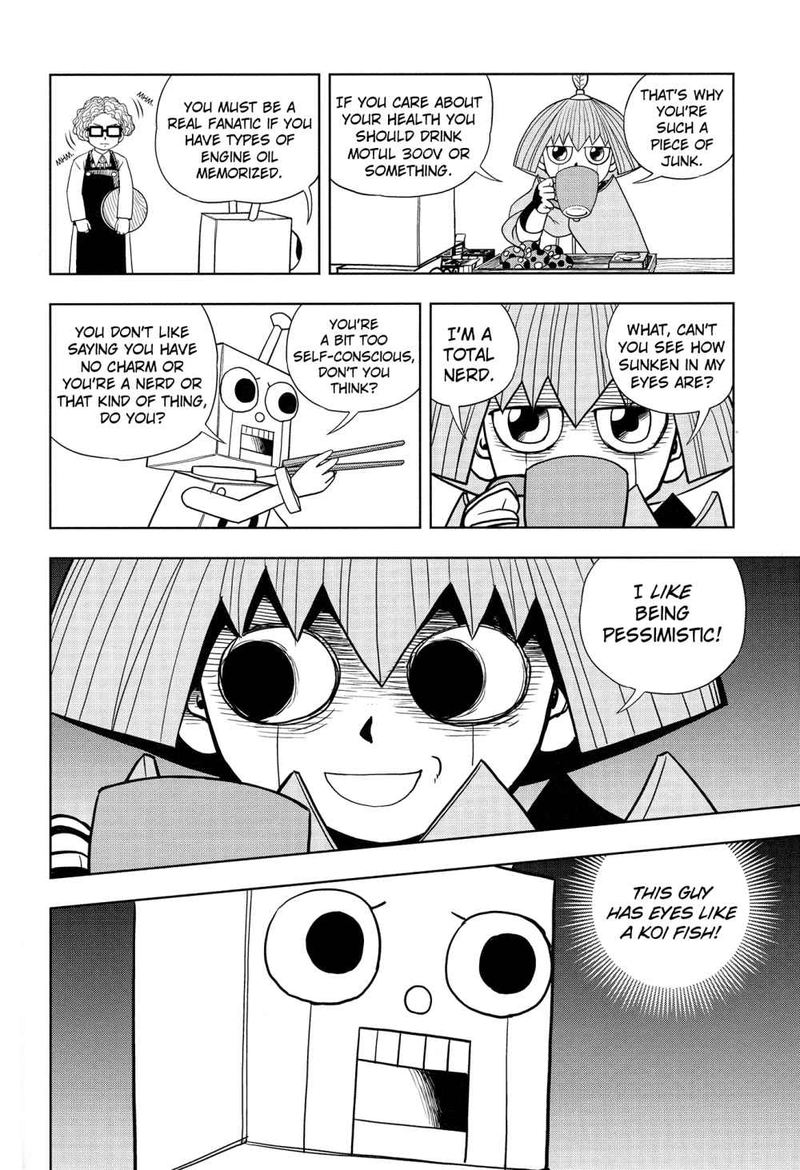 THAT'S WHY
YOU'RE
SUCH A
PIECE OF
JUNK.
IF YOU CARE ABOUT
YOUR HEALTH YOU
SHOULD DRINK
MOTUL 300V OR
SOMETHING.
YOU MUST BE A
REAL FANATIC IF YOU
HAVE TYPES OF
ENGINE OIL
MEMORIZED.
MHM.
MHM.
WHAT, CAN'T
YOU SEE HOW
SUNKEN IN MY
EYES ARE?
I'M A
TOTAL
NERD.
YOU'RE
A BIT TOO
SELF-CONSCIOUS,
DON'T YOU
THINK?
YOU DON'T LIKE
SAYING YOU HAVE
NO CHARM OR
YOU'RE A NERD OR
THAT KIND OF THING,
DO YOU?
I LIKE
BEING
PESSIMISTIC!
THIS GUY
HAS EYES LIKE
A KOI FISH!